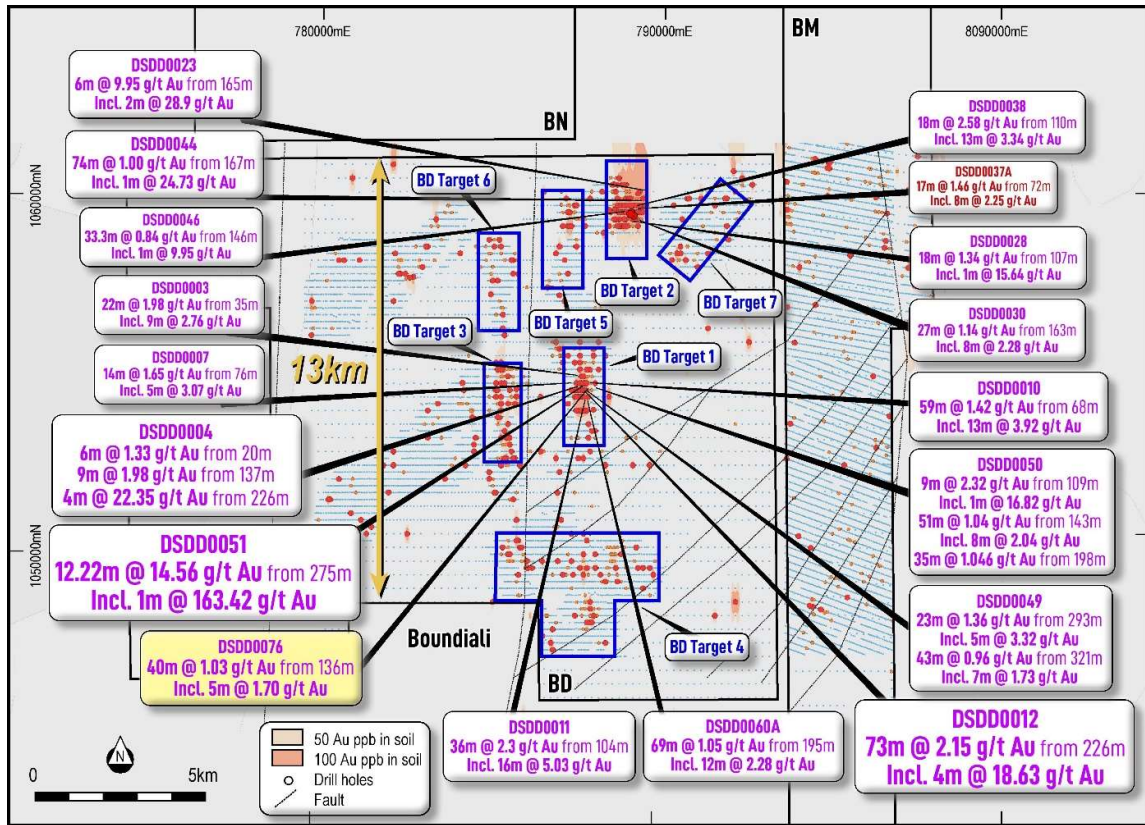 780000mE
790000mE
8090000mE
BM
BN
1060000mN
1050000mN
DSDD0023
6m @ 9.95 g/t Au from 165m
Incl. 2m @ 28.9 g/t Au
DSDD0044
74m @ 1.00 g/t Au from 167m
Incl. 1m @ 24.73 g/t Au
DSDD0046
33.3m @ 0.84 g/t Au from 146m
Incl. 1m @ 9.95 g/t Au
DSDD0003
22m @ 1.98 g/t Au from 35m
Incl. 9m @ 2.76 g/t Au
DSDD0007
14m @ 1.65 g/t Au from 76m
Incl. 5m @ 3.07 g/t Au
DSDD0004
6m @ 1.33 g/t Au from 20m
9m @ 1.98 g/t Au from 137m
4m @ 22.35 g/t Au from 226m
DSDD0051
12.22m @ 14.56 g/t Au from 275m
Incl. 1m @ 163.42 g/t Au
DSDD0076
40m @ 1.03 g/t Au from 136m
Incl. 5m @ 1.70 g/t Au
BD Target 6
BD Target 2
BD Target 7
BD Target 5
BD Target 3
BD Target 1
13km
BD Target 4
Boundiali
BD
DSDD0038
18m @ 2.58 g/t Au from 110m
Incl. 13m @ 3.34 g/t Au
DSDD0037A
17m @ 1.46 g/t Au from 72m
Incl. 8m @ 2.25 g/t Au
DSDD0028
18m @ 1.34 g/t Au from 107m
Incl. 1m @ 15.64 g/t Au
DSDD0030
27m @ 1.14 g/t Au from 163m
Incl. 8m @ 2.28 g/t Au
DSDD0010
59m @ 1.42 g/t Au from 68m
Incl. 13m @ 3.92 g/t Au
DSDD0050
9m @ 2.32 g/t Au from 109m
Incl. 1m @ 16.82 g/t Au
51m @ 1.04 g/t Au from 143m
Incl. 8m @ 2.04 g/t Au
35m @ 1.046 g/t Au from 198m
DSDD0049
23m @ 1.36 g/t Au from 293m
Incl. 5m @ 3.32 g/t Au
43m @ 0.96 g/t Au from 321m
Incl. 7m @ 1.73 g/t Au
DSDD0011
36m @ 2.3 g/t Au from 104m
Incl. 16m @ 5.03 g/t Au
DSDD0060A
69m @ 1.05 g/t Au from 195m
Incl. 12m @ 2.28 g/t Au
DSDD0012
73m @ 2.15 g/t Au from 226m
Incl. 4m @ 18.63 g/t Au
N
0
5km
50 Au ppb in soil
100 Au ppb in soil
Drill holes
Fault